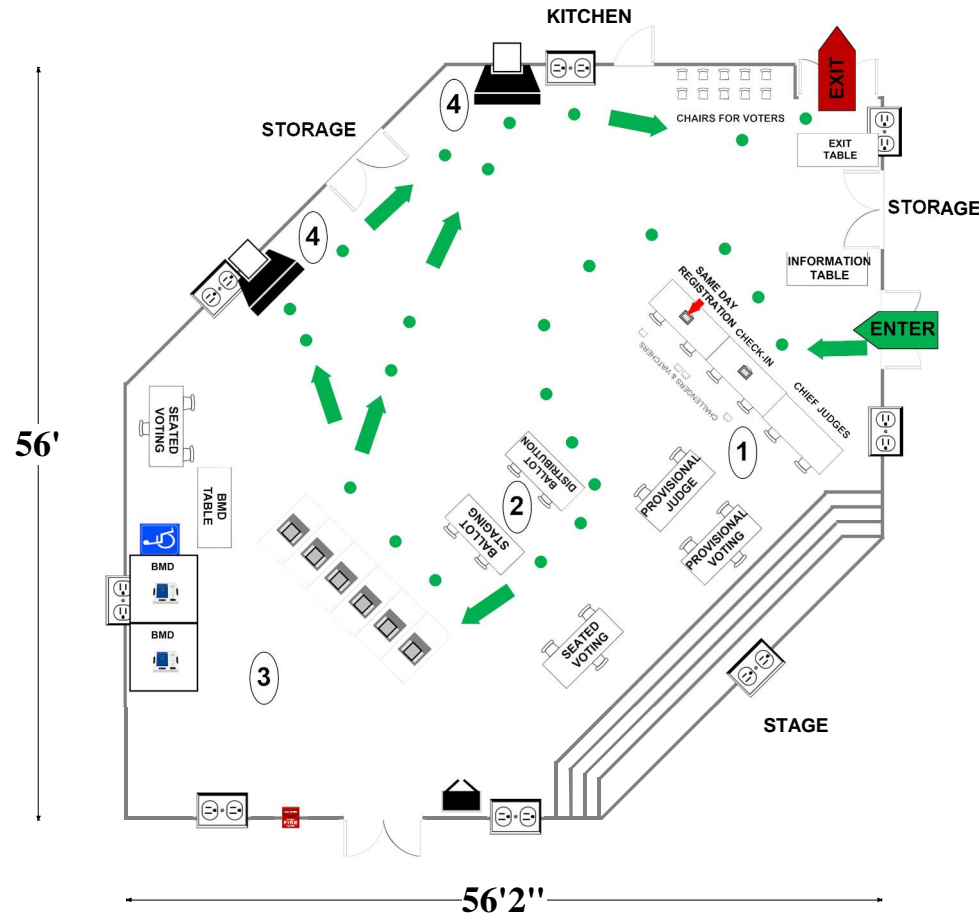 KITCHEN
EXIT
4
CHAIRS FOR VOTERS
STORAGE
EXIT
TABLE
STORAGE
4
INFORMATION
TABLE
SAME DAY
REGISTRATION
CHECK-IN
ENTER
CHALLENGERS & WATCHERS
CHIEF JUDGES
56'
SEATED
VOTING
BMD
TABLE
BALLOT
DISTRIBUTION
1
PROVISIONAL
JUDGE
2
BALLOT
STAGING
PROVISIONAL
VOTING
BMD
BMD
SEATED
VOTING
3
STAGE
FIRE
56'2"